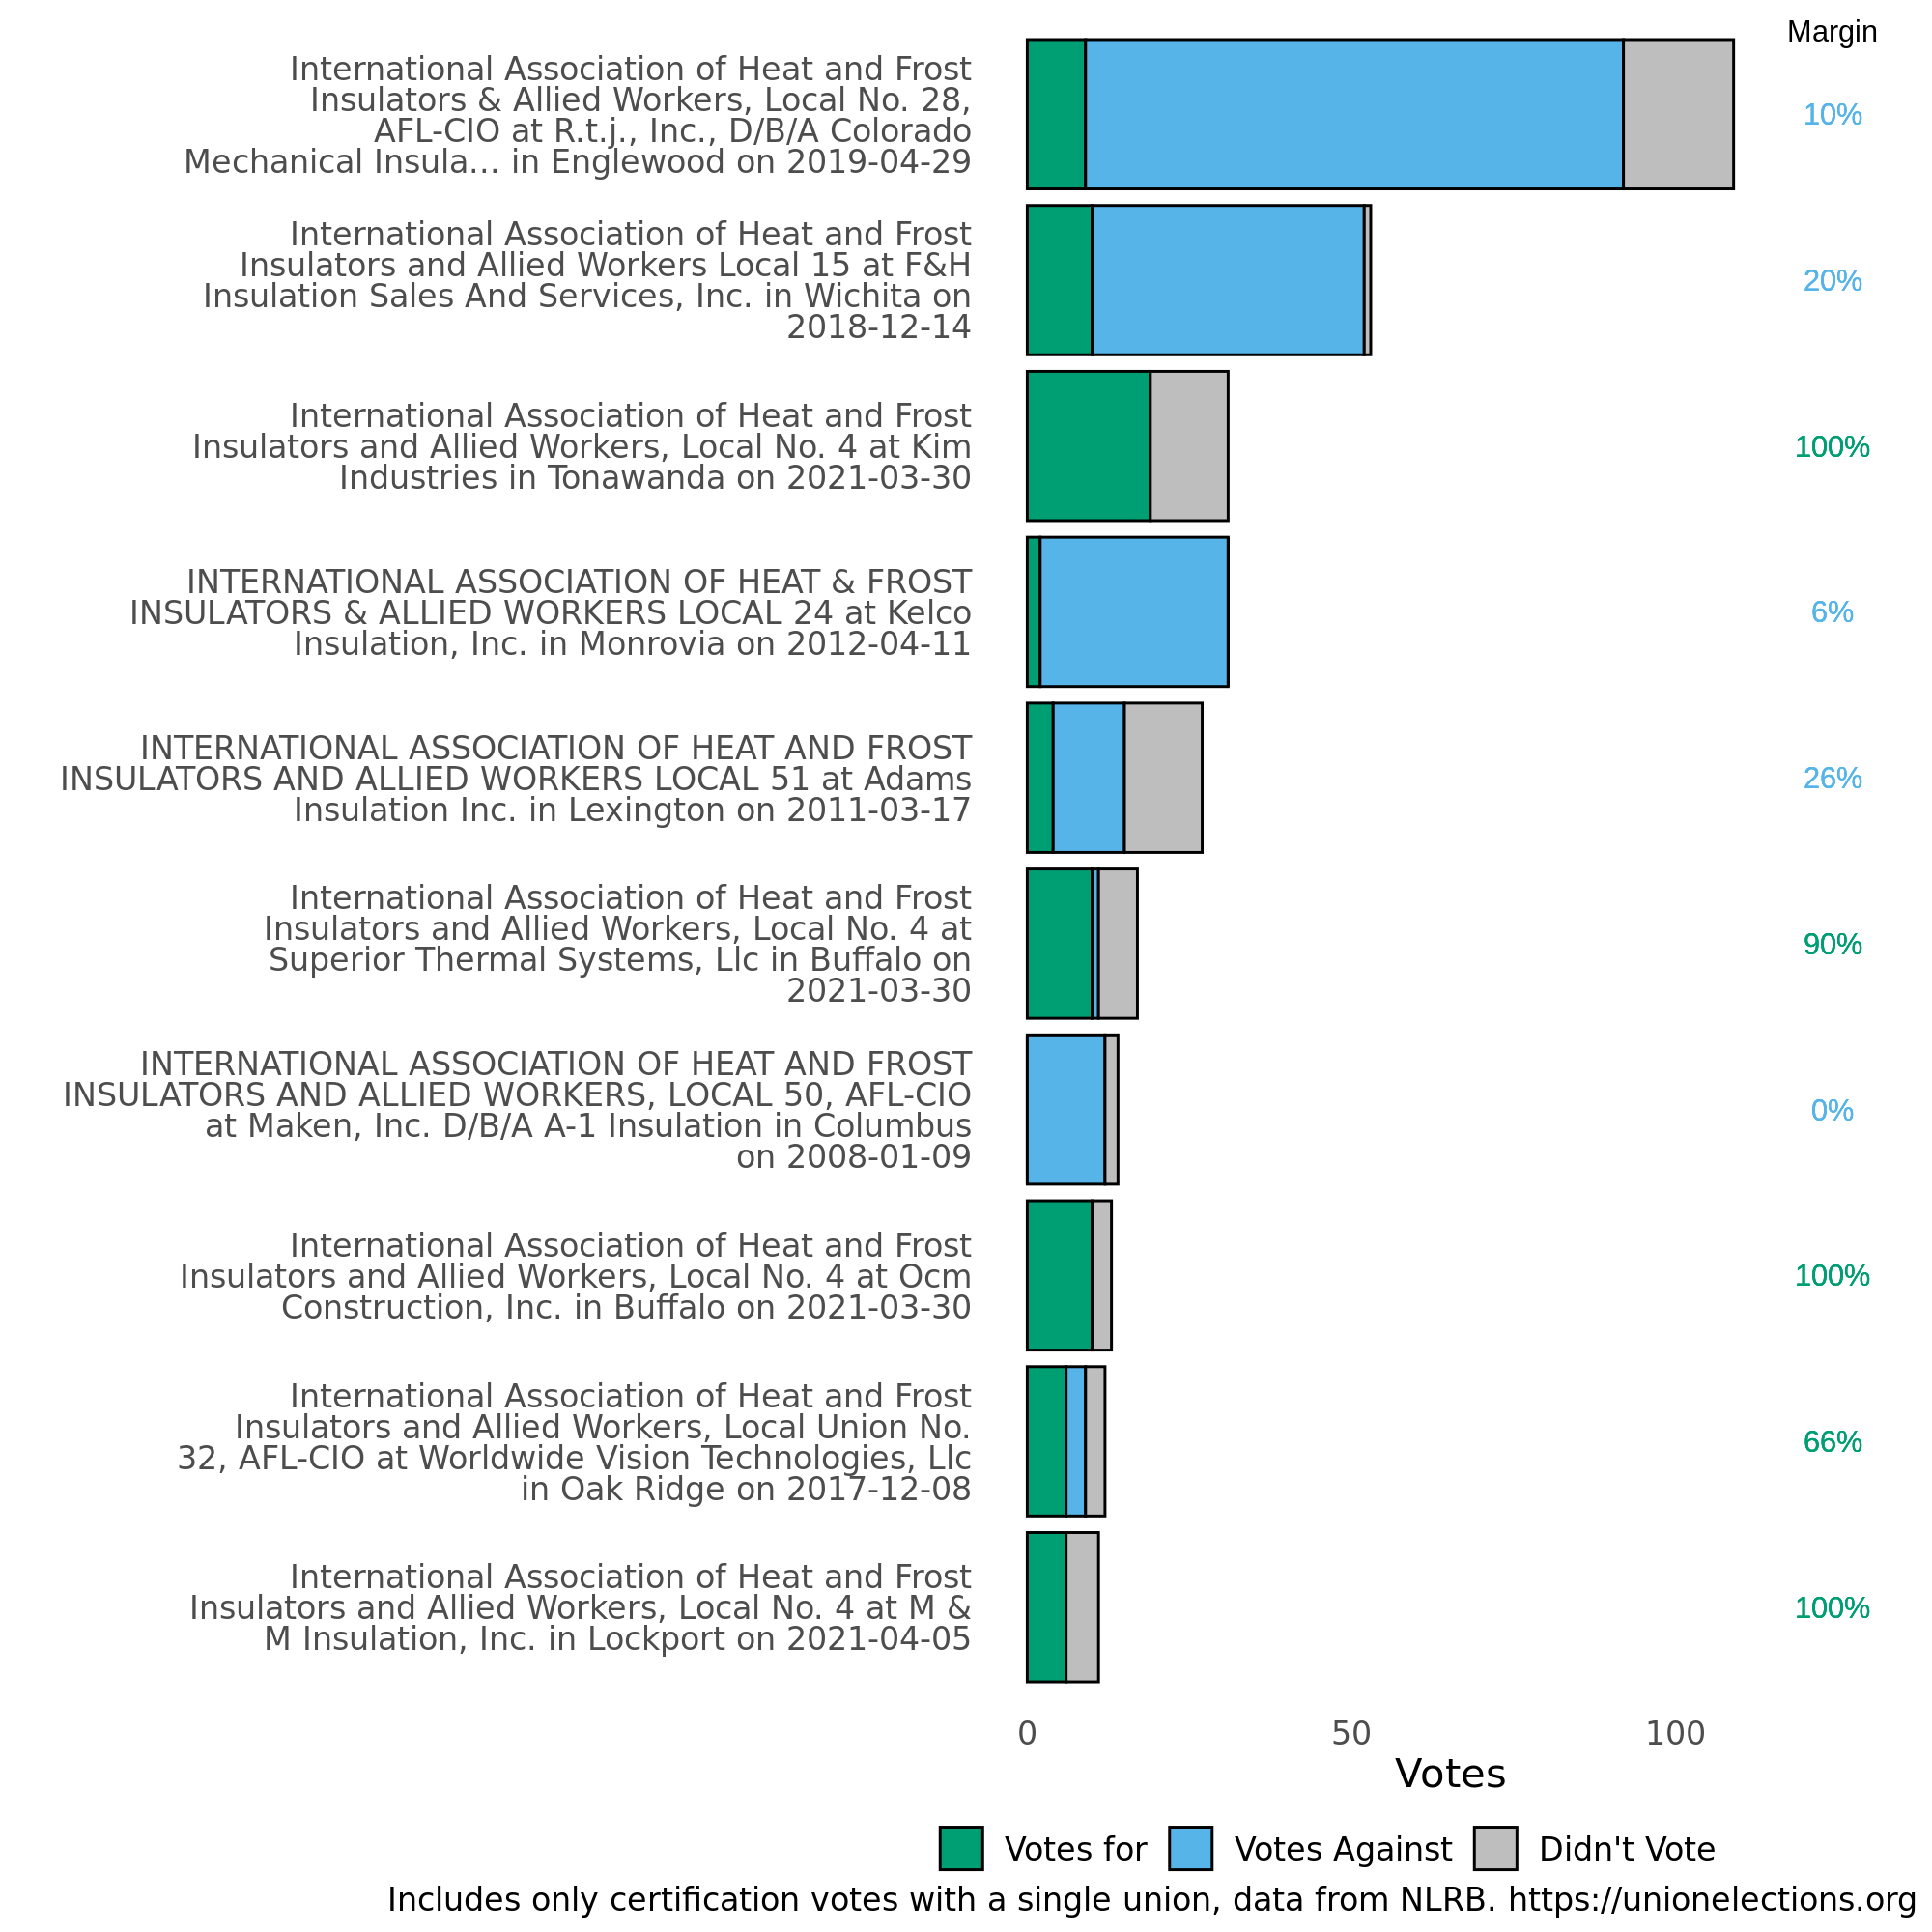 Margin
International Association of Heat and Frost
Insulators & Allied Workers, Local No. 28,
AFL-CIO at R.t.j., Inc., D/B/A Colorado
Mechanical Insula... in Englewood on 2019-04-29
10%
International Association of Heat and Frost
Insulators and Allied Workers Local 15 at F&H
Insulation Sales And Services, Inc. in Wichita on
2018-12-14
20%
International Association of Heat and Frost
Insulators and Allied Workers, Local No. 4 at Kim
Industries in Tonawanda on 2021-03-30
100%
INTERNATIONAL ASSOCIATION OF HEAT & FROST
INSULATORS & ALLIED WORKERS LOCAL 24 at Kelco
Insulation, Inc. in Monrovia on 2012-04-11
6%
INTERNATIONAL ASSOCIATION OF HEAT AND FROST
INSULATORS AND ALLIED WORKERS LOCAL 51 at Adams
Insulation Inc. in Lexington on 2011-03-17
26%
International Association of Heat and Frost
Insulators and Allied Workers, Local No. 4 at
Superior Thermal Systems, Llc in Buffalo on
2021-03-30
90%
INTERNATIONAL ASSOCIATION OF HEAT AND FROST
INSULATORS AND ALLIED WORKERS, LOCAL 50, AFL-CIO
at Maken, Inc. D/B/A A-1 Insulation in Columbus
on 2008-01-09
0%
International Association of Heat and Frost
Insulators and Allied Workers, Local No. 4 at Ocm
Construction, Inc. in Buffalo on 2021-03-30
100%
International Association of Heat and Frost
Insulators and Allied Workers, Local Union No.
32, AFL-CIO at Worldwide Vision Technologies, Llc
in Oak Ridge on 2017-12-08
66%
International Association of Heat and Frost
Insulators and Allied Workers, Local No. 4 at M &
M Insulation, Inc. in Lockport on 2021-04-05
100%
0 50 100
Votes
Votes for Votes Against Didn't Vote
Includes only certification votes with a single union, data from NLRB. https://unionelections.org